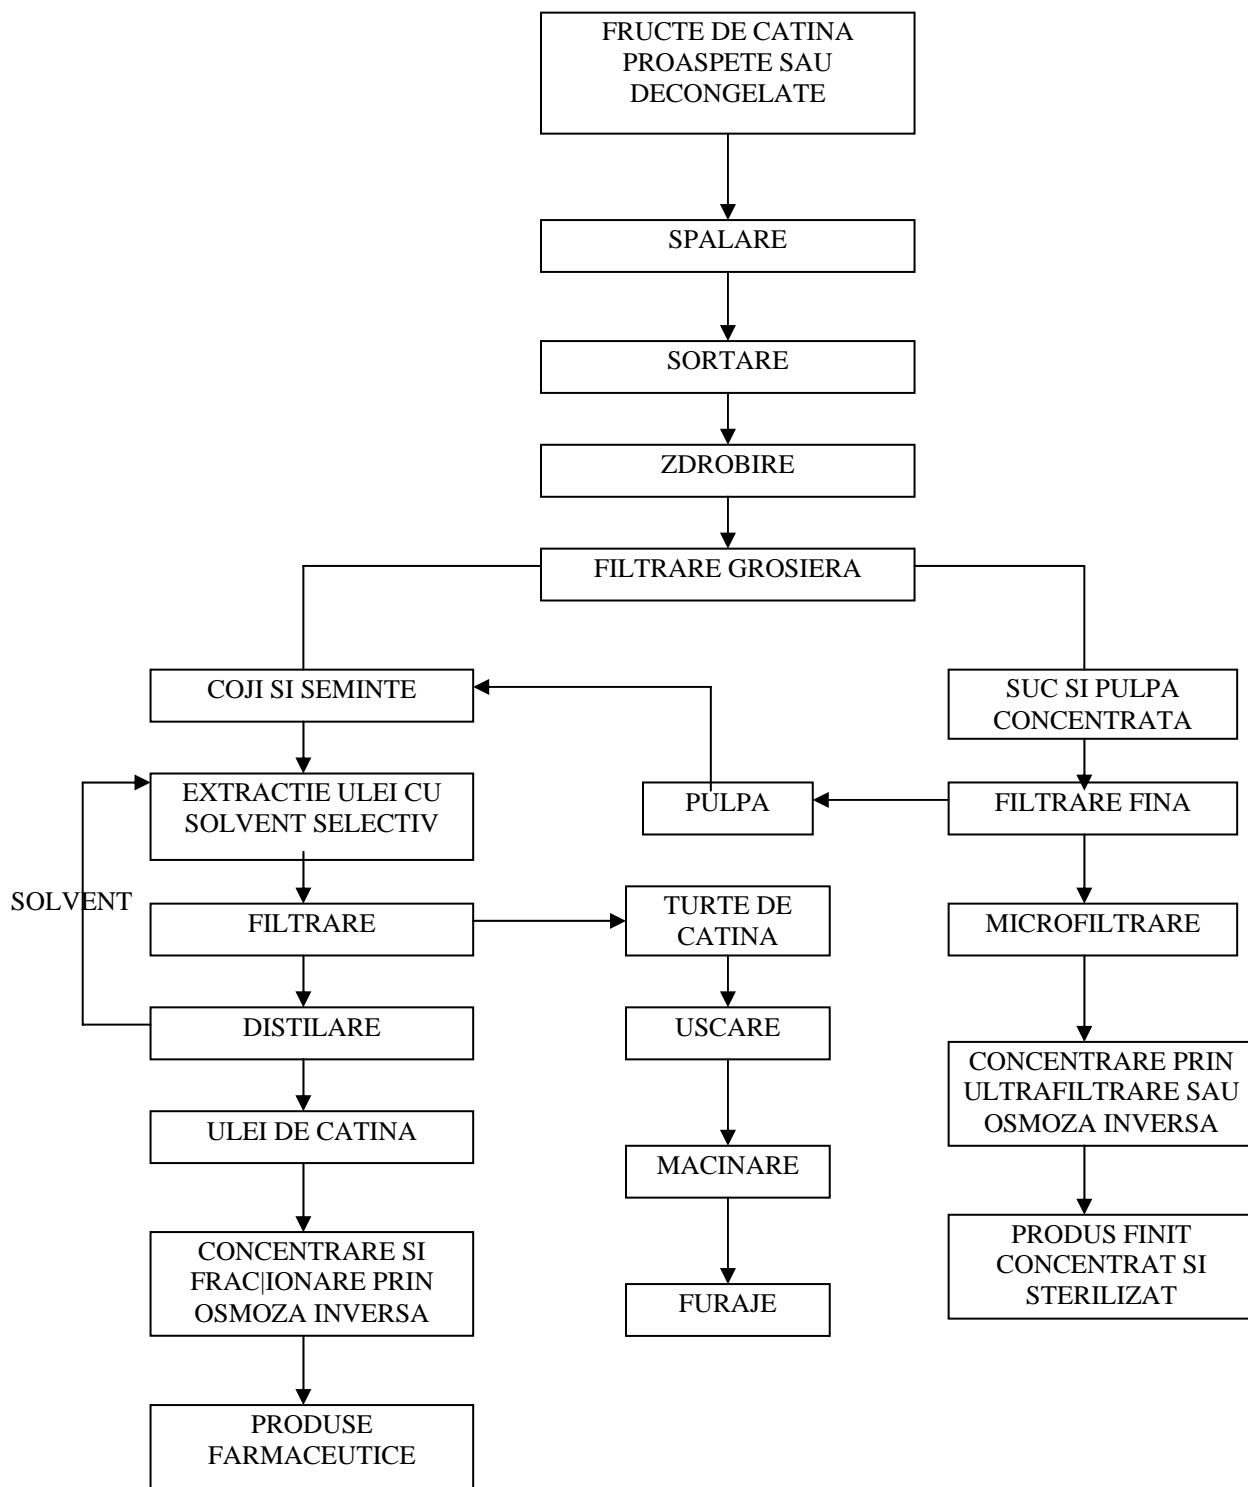 FRUCTE DE CATINA
PROASPETE SAU
DECONGELATE
SPALARE
SORTARE
ZDROBIRE
FILTRARE GROSIERA
COJI SI SEMINTE
SUC SI PULPA
CONCENTRATA
EXTRACTIE ULEI CU
SOLVENT SELECTIV
PULPA
FILTRARE FINA
SOLVENT
FILTRARE
TURTE DE
CATINA
MICROFILTRARE
DISTILARE
USCARE
CONCENTRARE PRIN
ULTRAFILTRARE SAU
OSMOZA INVERSA
ULEI DE CATINA
MACINARE
CONCENTRARE SI
FRAC|IONARE PRIN
OSMOZA INVERSA
FURAJE
PRODUS FINIT
CONCENTRAT SI
STERILIZAT
PRODUSE
FARMACEUTICE